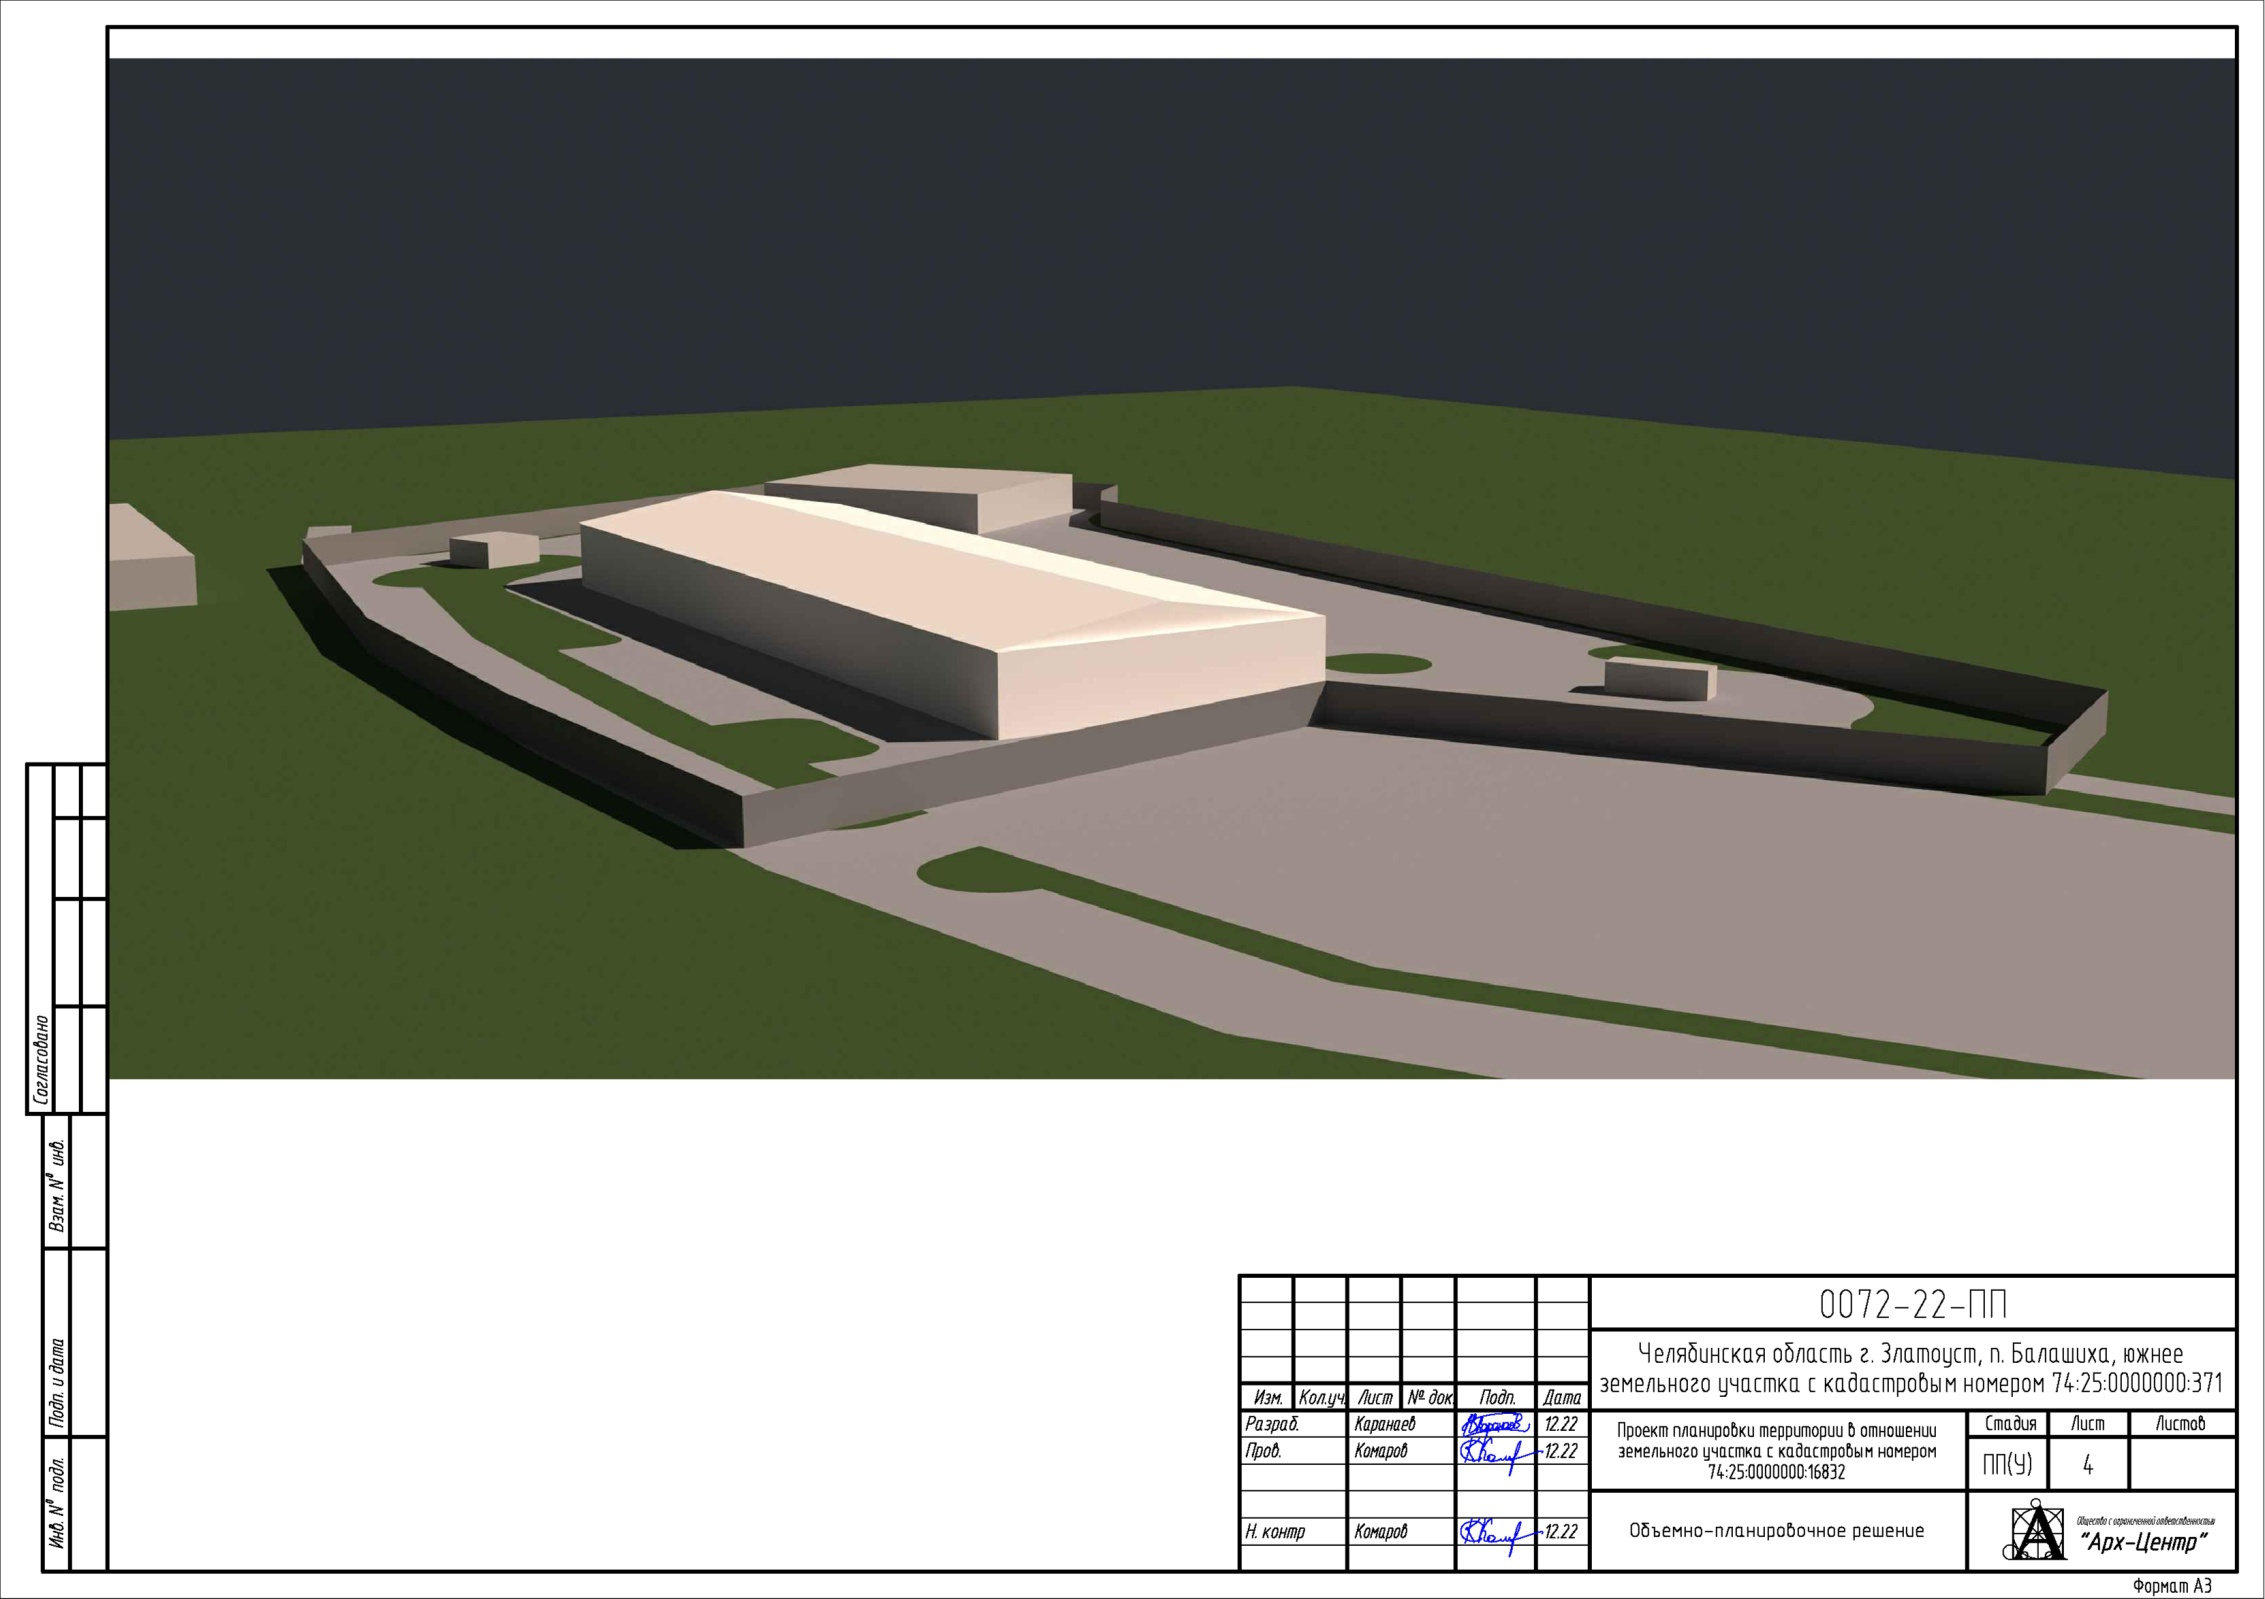 Согласовано
Взам. № инв.
Подп. и дата
Инв. № подл.
0072-22-ПП
Челябинская область г. Златоуст, п. Балашиха, южнее
земельного участка с кадастровым номером 74:25:0000000:371
Изм. Кол.уч. Лист № док. Подп. Дата
Разраб. Каранаев 12.22
Пров. Комаров 12.22
Н. контр Комаров 12.22
Проект планировки территории в отношении
земельного участка с кадастровым номером
74:25:0000000:16832
Стадия Лист Листов
ПП(У) 4
Объемно-планировочное решение
Общество с ограниченной ответственностью
"Арх-Центр"
Формат А3